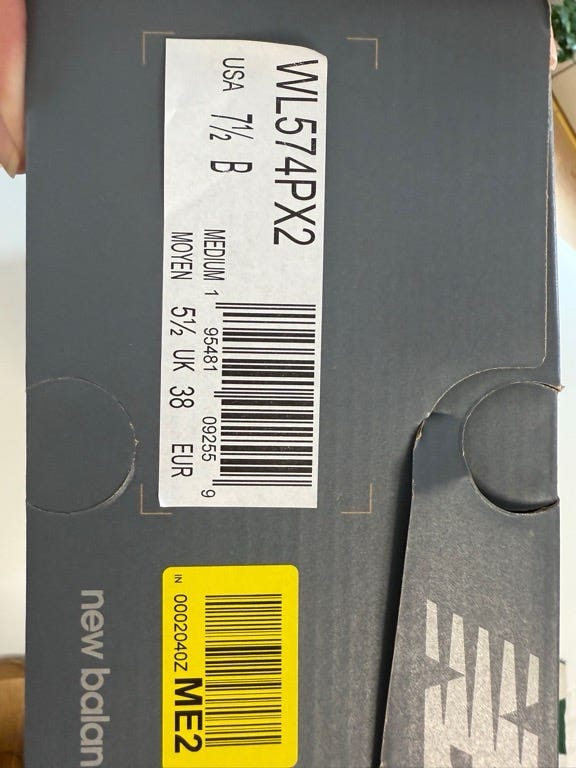 WL574PX2
USA 7½ B
MEDIUM
MOYEN 5½ UK 38 EUR
1 95481 09255 9
IN 0002040Z ME2
new balan